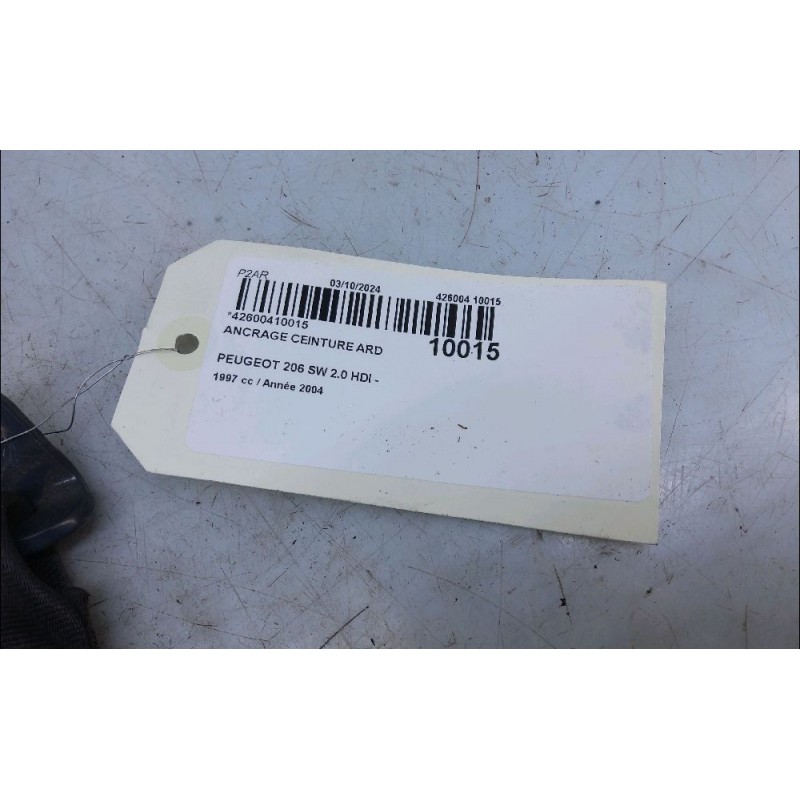 P2AR 03/10/2024 426004 10015
*42600410015
ANCRAGE CEINTURE ARD 10015
PEUGEOT 206 SW 2.0 HDI -
1997 cc / Année 2004